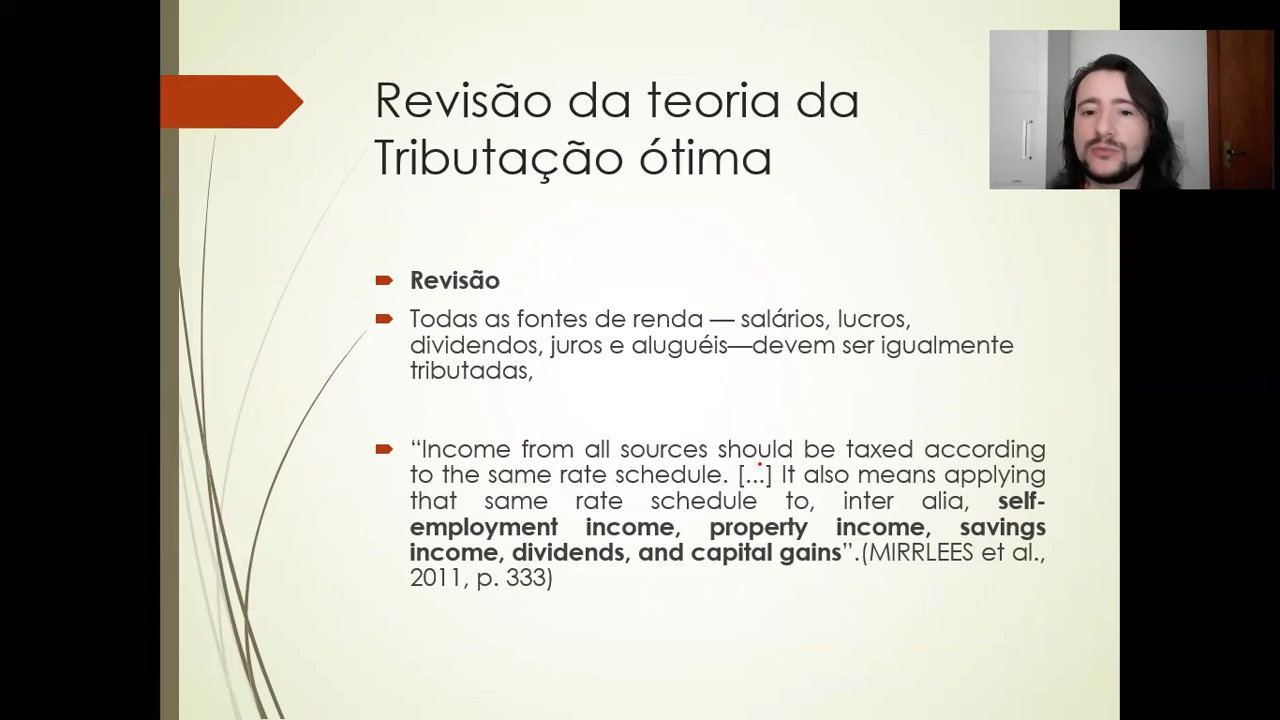 Revisão da teoria da
Tributação ótima
Revisão
Todas as fontes de renda — salários, lucros,
dividendos, juros e aluguéis—devem ser igualmente
tributadas,
“Income from all sources should be taxed according
to the same rate schedule. [...] It also means applying
that same rate schedule to, inter alia, self-
employment income, property income, savings
income, dividends, and capital gains”.(MIRRLEES et al.,
2011, p. 333)